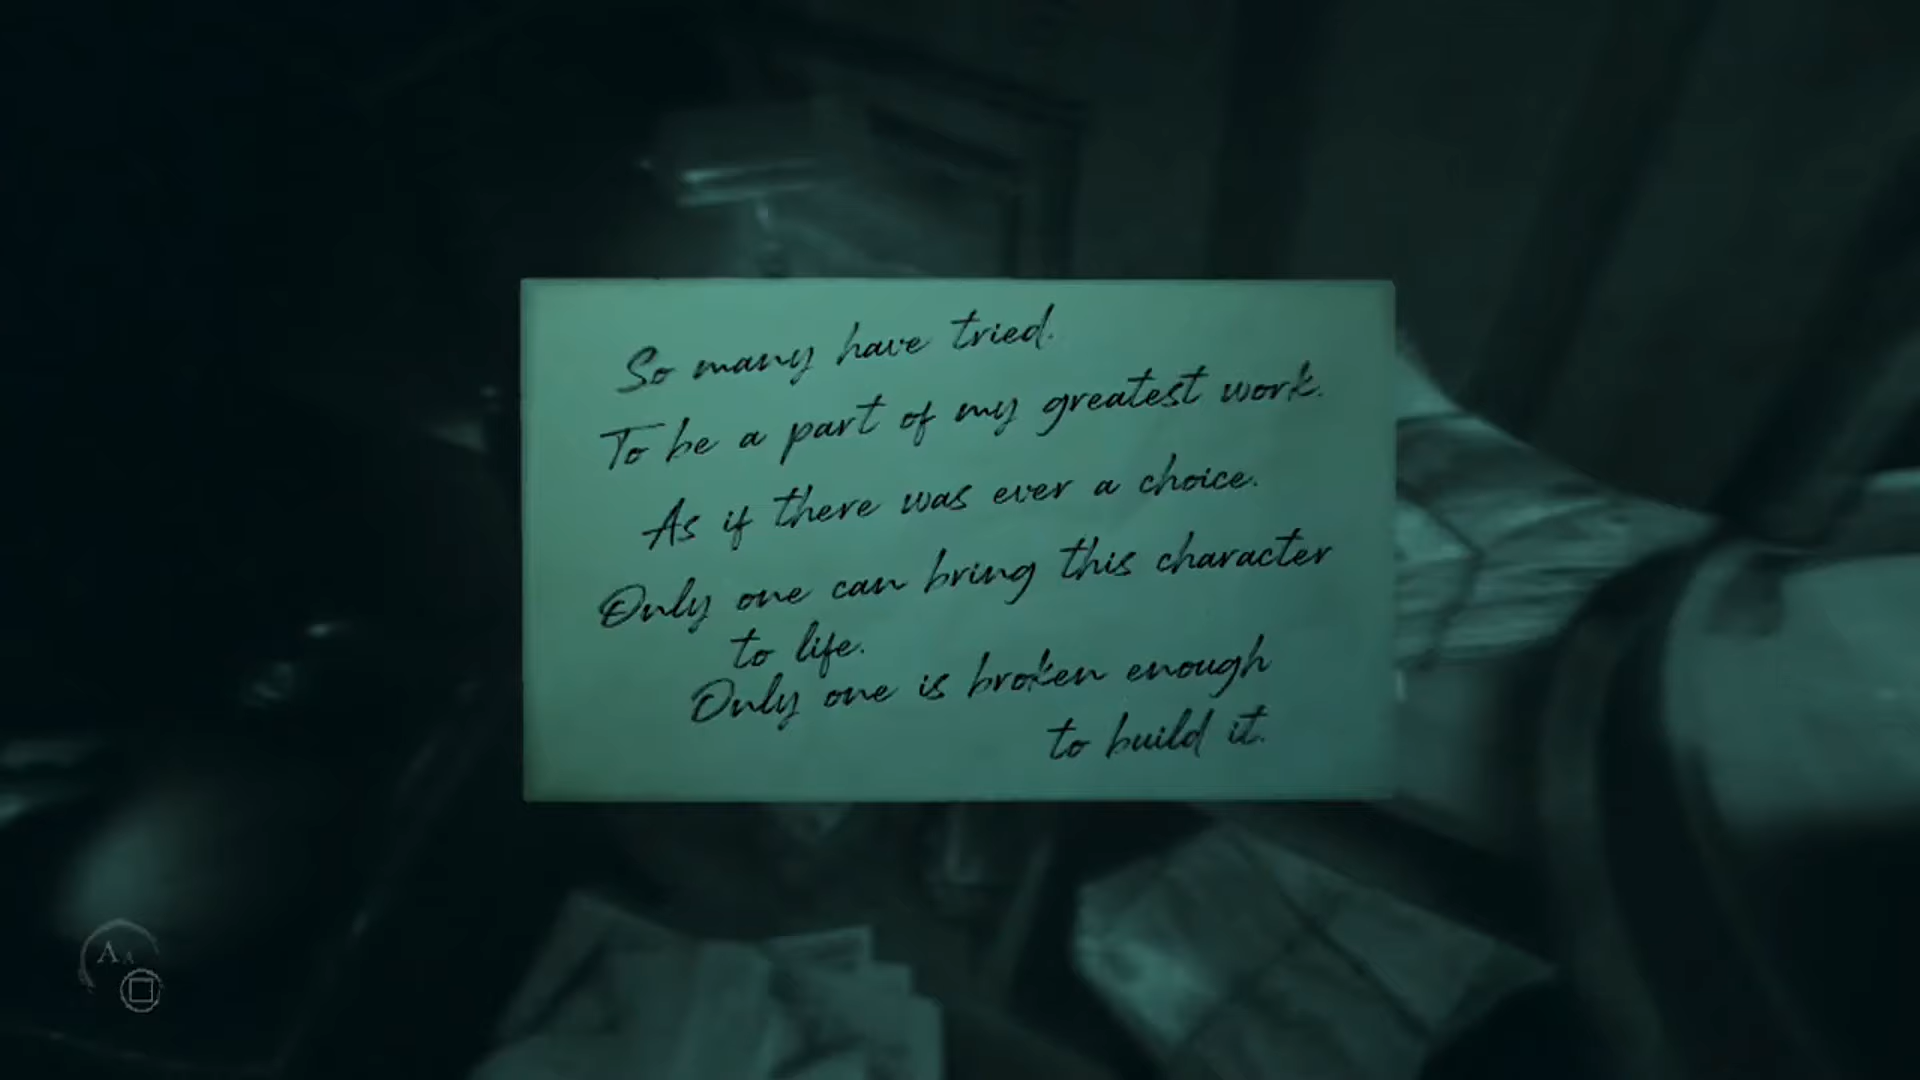 So many have tried.
To be a part of my greatest work.
As if there was ever a choice.
Only one can bring this character
to life.
Only one is broken enough
to build it.
AA